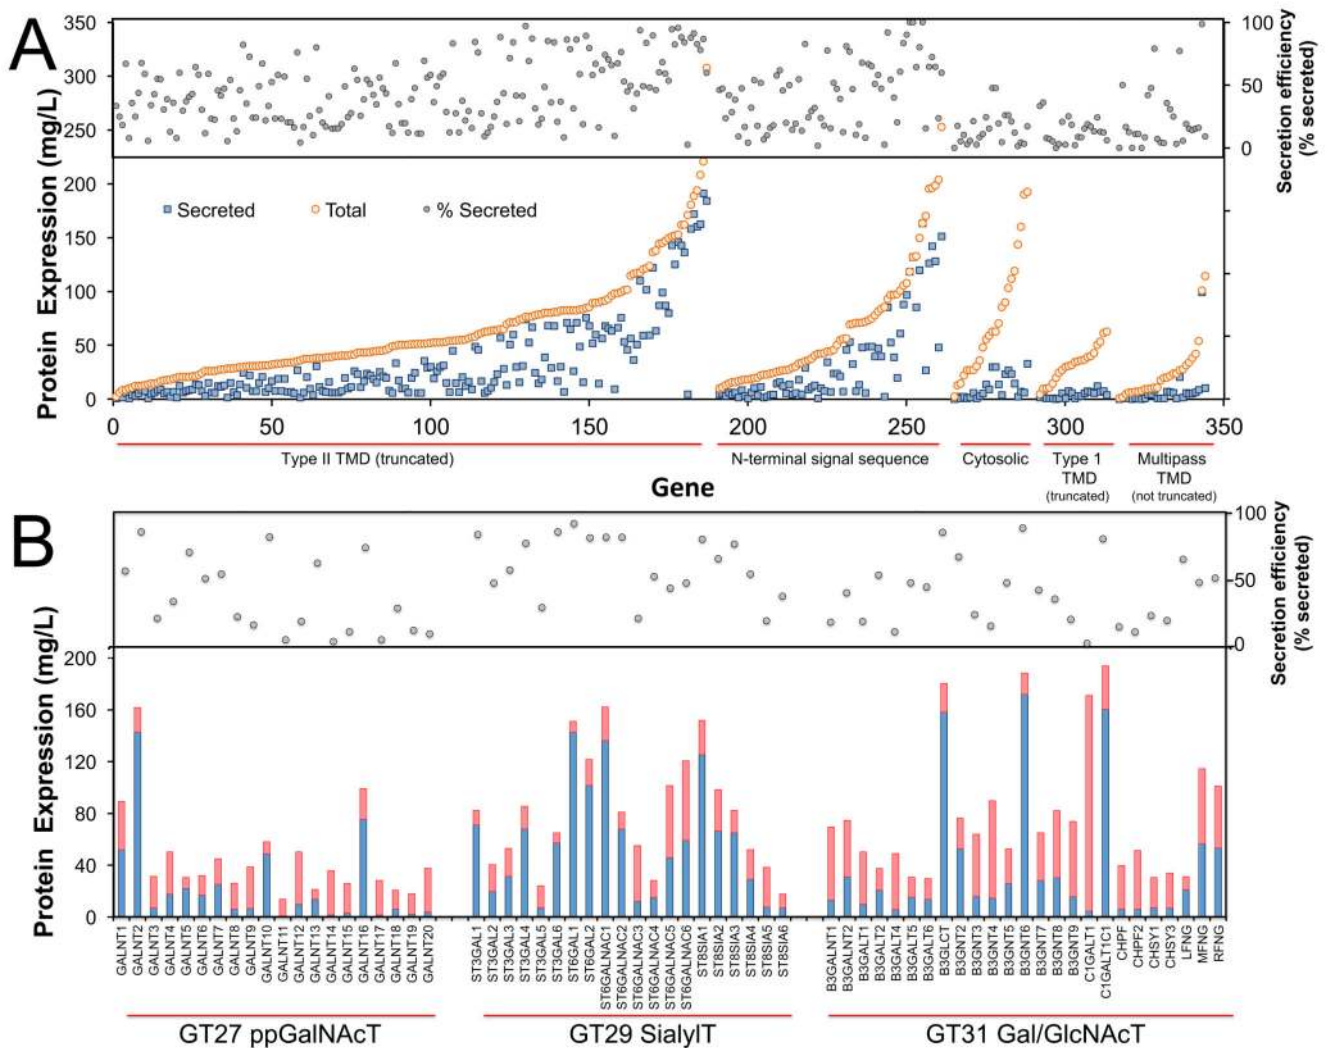 A
350
300
250
200
150
100
50
0
Protein Expression (mg/L)
100
50
0
Secretion efficiency
(% secreted)
Secreted
Total
% Secreted
0
50
100
150
200
250
300
350
Type II TMD (truncated)
N-terminal signal sequence
Cytosolic
Type 1
TMD
(truncated)
Multipass
TMD
(not truncated)
Gene
B
100
50
0
Secretion efficiency
(% secreted)
200
160
120
80
40
0
Protein Expression (mg/L)
GALNT1
GALNT2
GALNT3
GALNT4
GALNT5
GALNT6
GALNT7
GALNT8
GALNT9
GALNT10
GALNT11
GALNT12
GALNT13
GALNT14
GALNT15
GALNT16
GALNT17
GALNT18
GALNT19
GALNT20
ST3GAL1
ST3GAL2
ST3GAL3
ST3GAL4
ST3GAL5
ST3GAL6
ST6GAL1
ST6GAL2
ST6GALNAC1
ST6GALNAC2
ST6GALNAC3
ST6GALNAC4
ST6GALNAC5
ST6GALNAC6
ST8SIA1
ST8SIA2
ST8SIA3
ST8SIA4
ST8SIA5
ST8SIA6
B3GALNT1
B3GALNT2
B3GALT1
B3GALT2
B3GALT4
B3GALT5
B3GALT6
B3GLCT
B3GNT2
B3GNT3
B3GNT4
B3GNT5
B3GNT6
B3GNT7
B3GNT8
B3GNT9
C1GALT1
C1GALT1C1
CHPF
CHPF2
CHSY1
CHSY3
LFNG
MFNG
RFNG
GT27 ppGalNAcT
GT29 SialylT
GT31 Gal/GlcNAcT